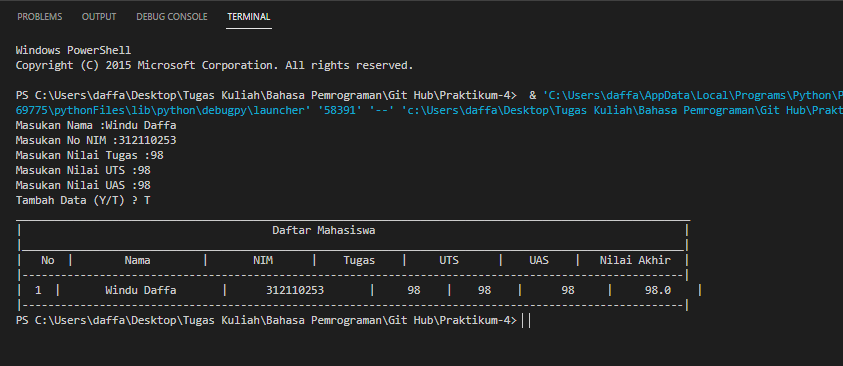 PROBLEMS OUTPUT DEBUG CONSOLE TERMINAL
Windows PowerShell
Copyright (C) 2015 Microsoft Corporation. All rights reserved.
PS C:\Users\daffa\Desktop\Tugas Kuliah\Bahasa Pemrograman\Git Hub\Praktikum-4> & 'C:\Users\daffa\AppData\Local\Programs\Python\P
69775\pythonFiles\lib\python\debugpy\launcher' '58391' '--' 'c:\Users\daffa\Desktop\Tugas Kuliah\Bahasa Pemrograman\Git Hub\Prakt
Masukan Nama :Windu Daffa
Masukan No NIM :312110253
Masukan Nilai Tugas :98
Masukan Nilai UTS :98
Masukan Nilai UAS :98
Tambah Data (Y/T) ? T
| Daftar Mahasiswa |
| No | Nama | NIM | Tugas | UTS | UAS | Nilai Akhir |
|---------------------------------------------------------------------------------------------------|
| 1 | Windu Daffa | 312110253 | 98 | 98 | 98 | 98.0 |
|---------------------------------------------------------------------------------------------------|
PS C:\Users\daffa\Desktop\Tugas Kuliah\Bahasa Pemrograman\Git Hub\Praktikum-4>